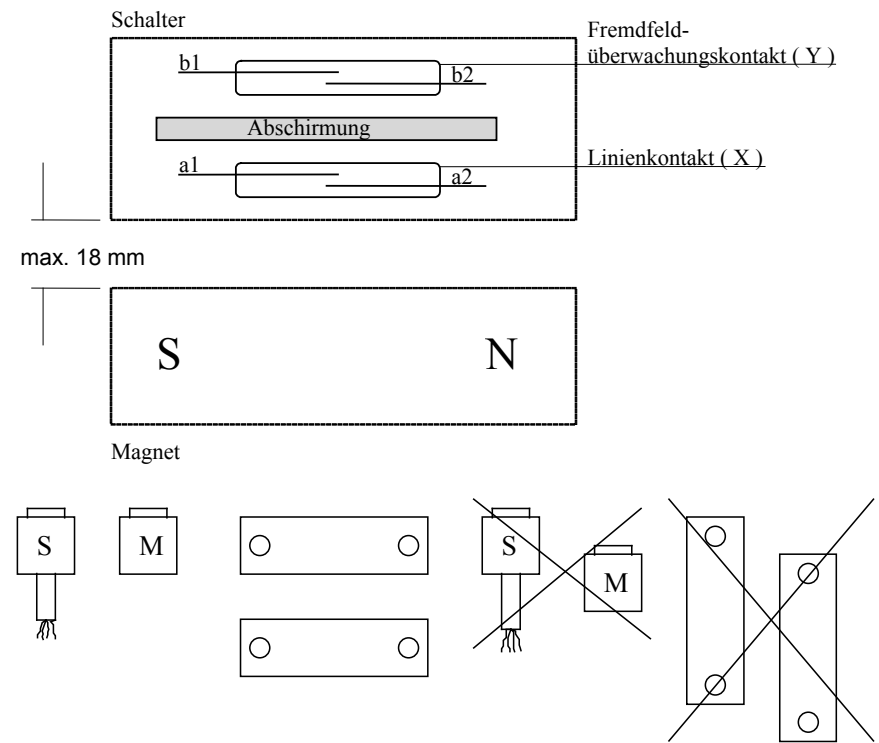 Schalter
Fremdfeld-
überwachungskontakt ( Y )
b1
b2
Abschirmung
Linienkontakt ( X )
a1
a2
max. 18 mm
S N
Magnet
S M S M